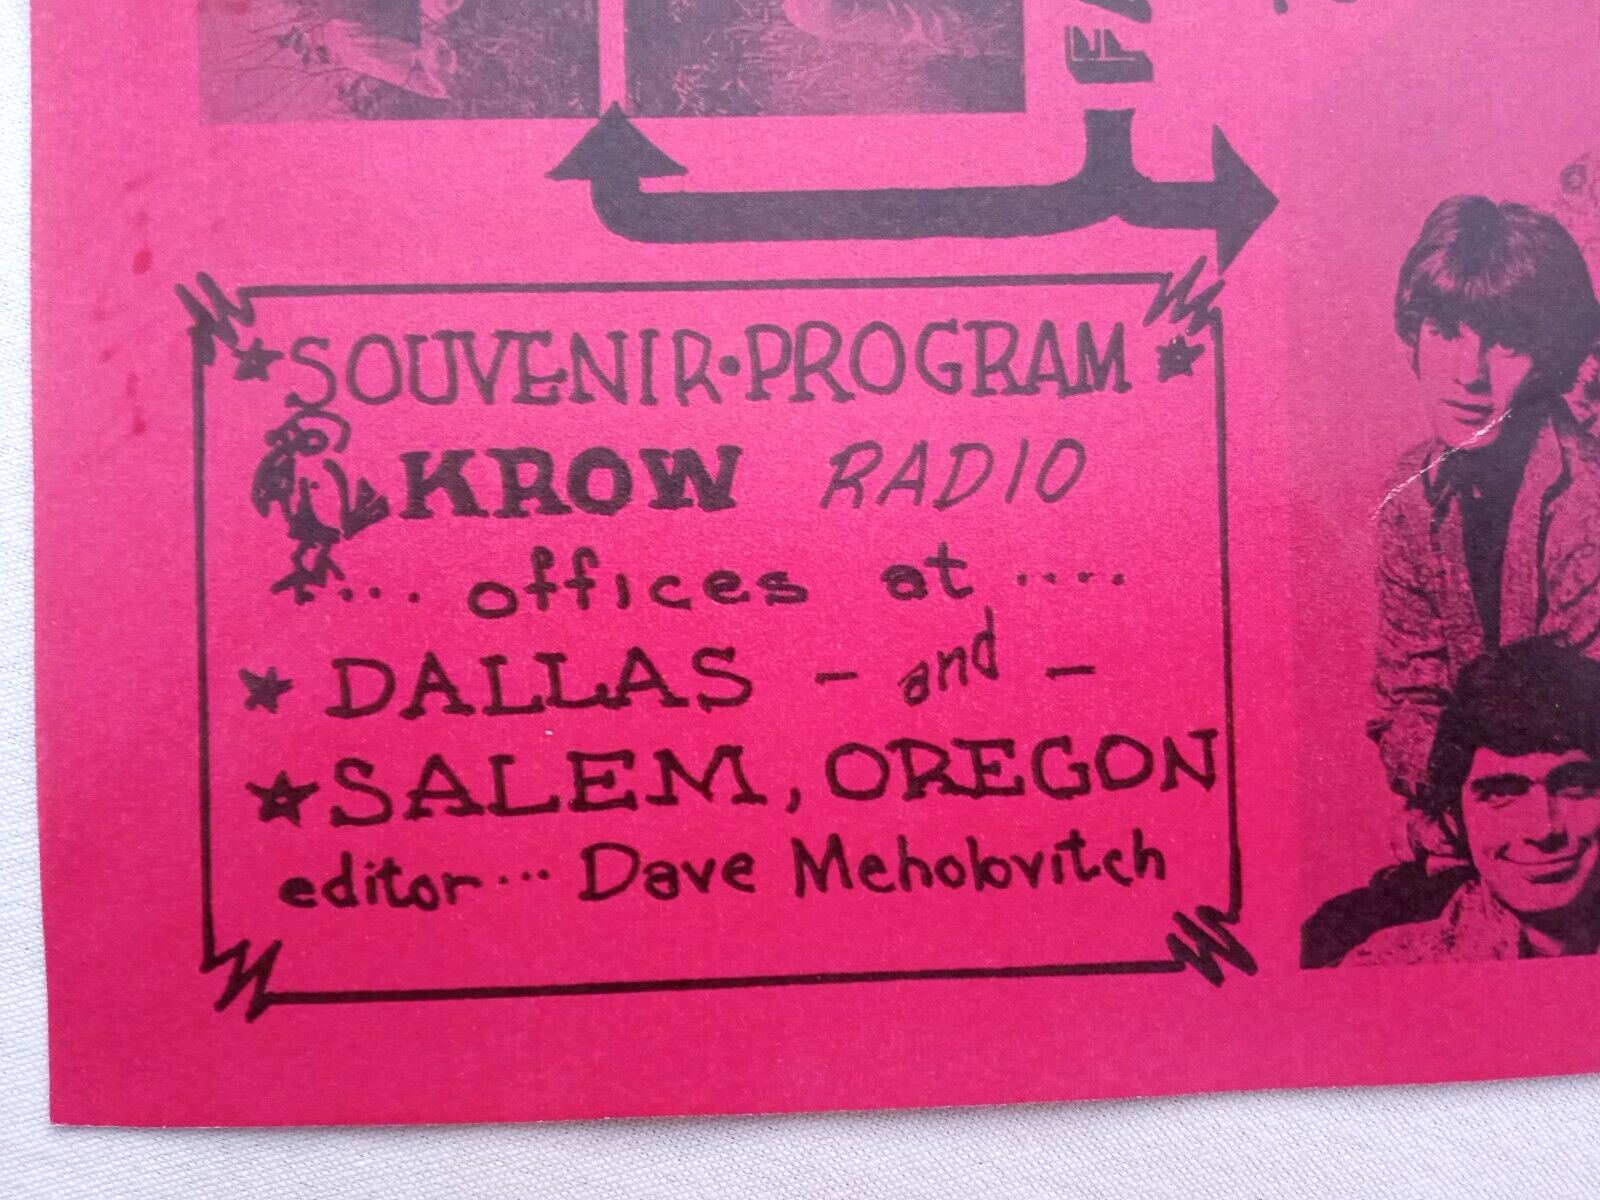 SOUVENIR•PROGRAM
KROW RADIO
... offices at ....
DALLAS - and -
SALEM, OREGON
editor... Dave Meholovitch